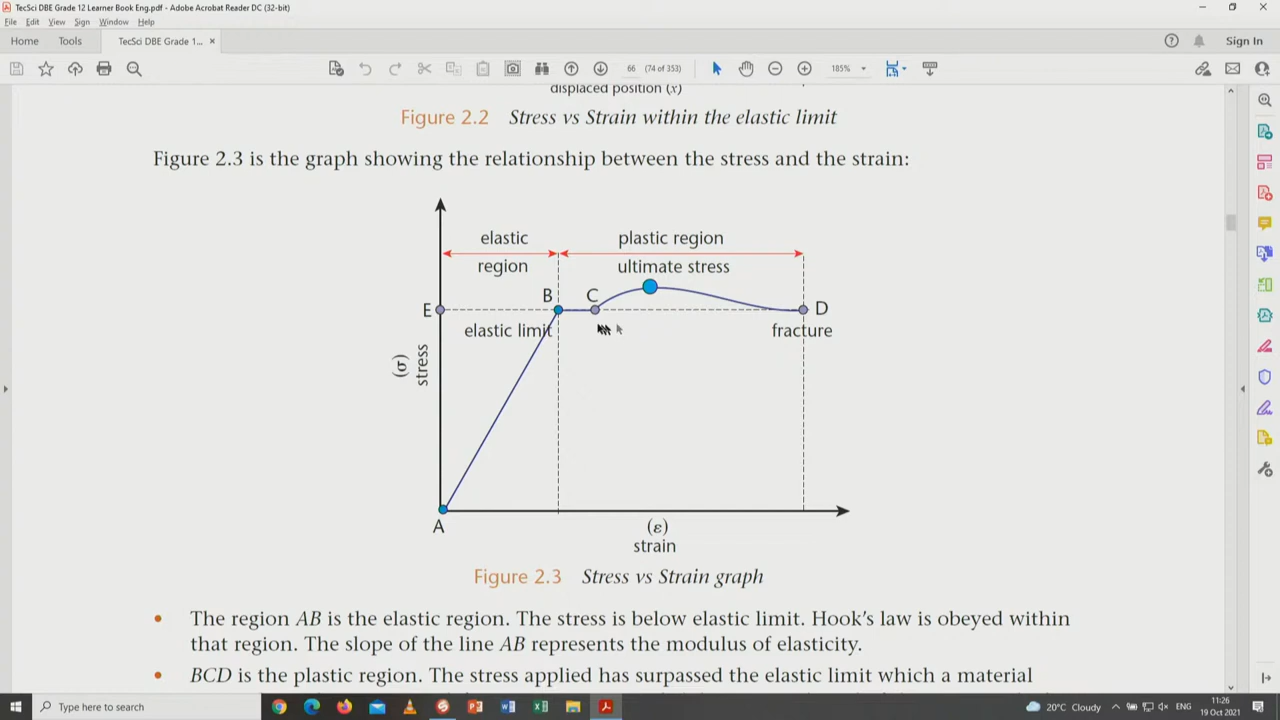 TecSci DBE Grade 12 Learner Book Eng.pdf - Adobe Acrobat Reader DC (32-bit)
File Edit View Sign Window Help
Home Tools TecSci DBE Grade 1... × Sign In
66 (74 of 353) 185%
displaced position (x)
Figure 2.2 Stress vs Strain within the elastic limit
Figure 2.3 is the graph showing the relationship between the stress and the strain:
elastic plastic region
region ultimate stress
B C
E D
elastic limit fracture
(σ)
stress
A
(ε)
strain
Figure 2.3 Stress vs Strain graph
• The region AB is the elastic region. The stress is below elastic limit. Hook’s law is obeyed within
that region. The slope of the line AB represents the modulus of elasticity.
• BCD is the plastic region. The stress applied has surpassed the elastic limit which a material
Type here to search 20°C Cloudy ENG 11:26
19 Oct 2021